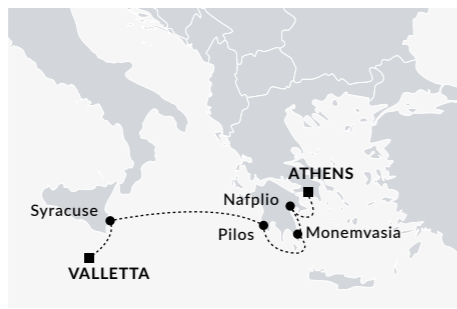 ATHENS
Nafplio
Syracuse
Pilos
Monemvasia
VALLETTA